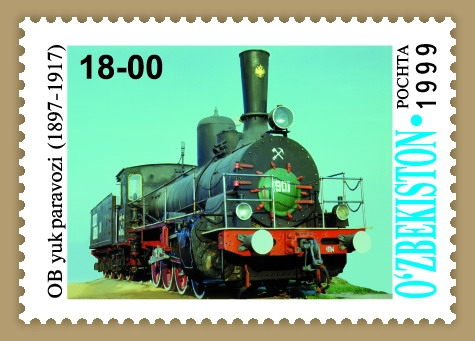 18-00
OB yuk paravozi (1897-1917)
O‘ZBEKISTON •
POCHTA
1999
901